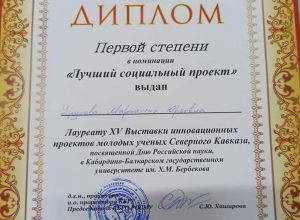 ДИПЛОМ
Первой степени
в номинации
«Лучший социальный проект»
выдан
Лауреату XV Выставки инновационных
проектов молодых ученых Северного Кавказа,
посвященной Дню Российской науки,
в Кабардино-Балкарском государственном
университете им. Х.М. Бербекова
д.т.н.,
С.Ю. Хаширова